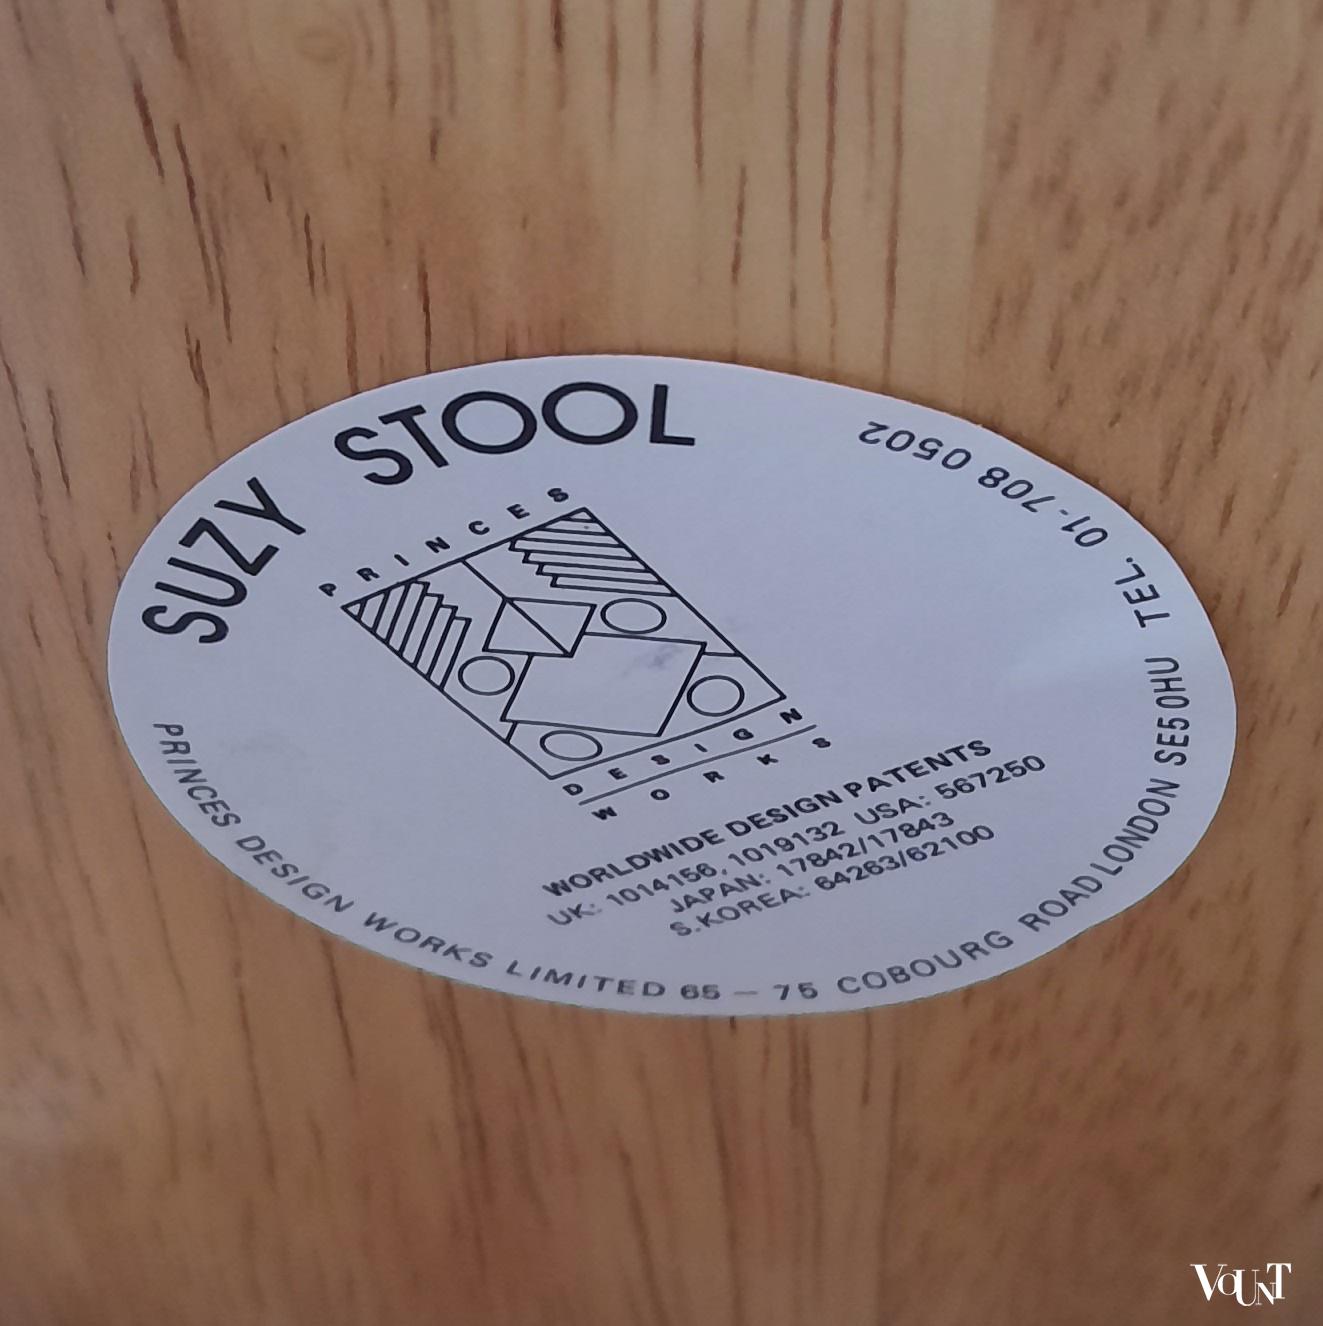 SUZY STOOL
PRINCES
DESIGN
WORKS
WORLDWIDE DESIGN PATENTS
UK: 1014156, 1019132 USA: 567250
JAPAN: 17842/17843
S.KOREA: 64263/62100
PRINCES DESIGN WORKS LIMITED 65 - 75 COBOURG ROAD LONDON SE5 0HU TEL. 01-708 0502
VOUNT